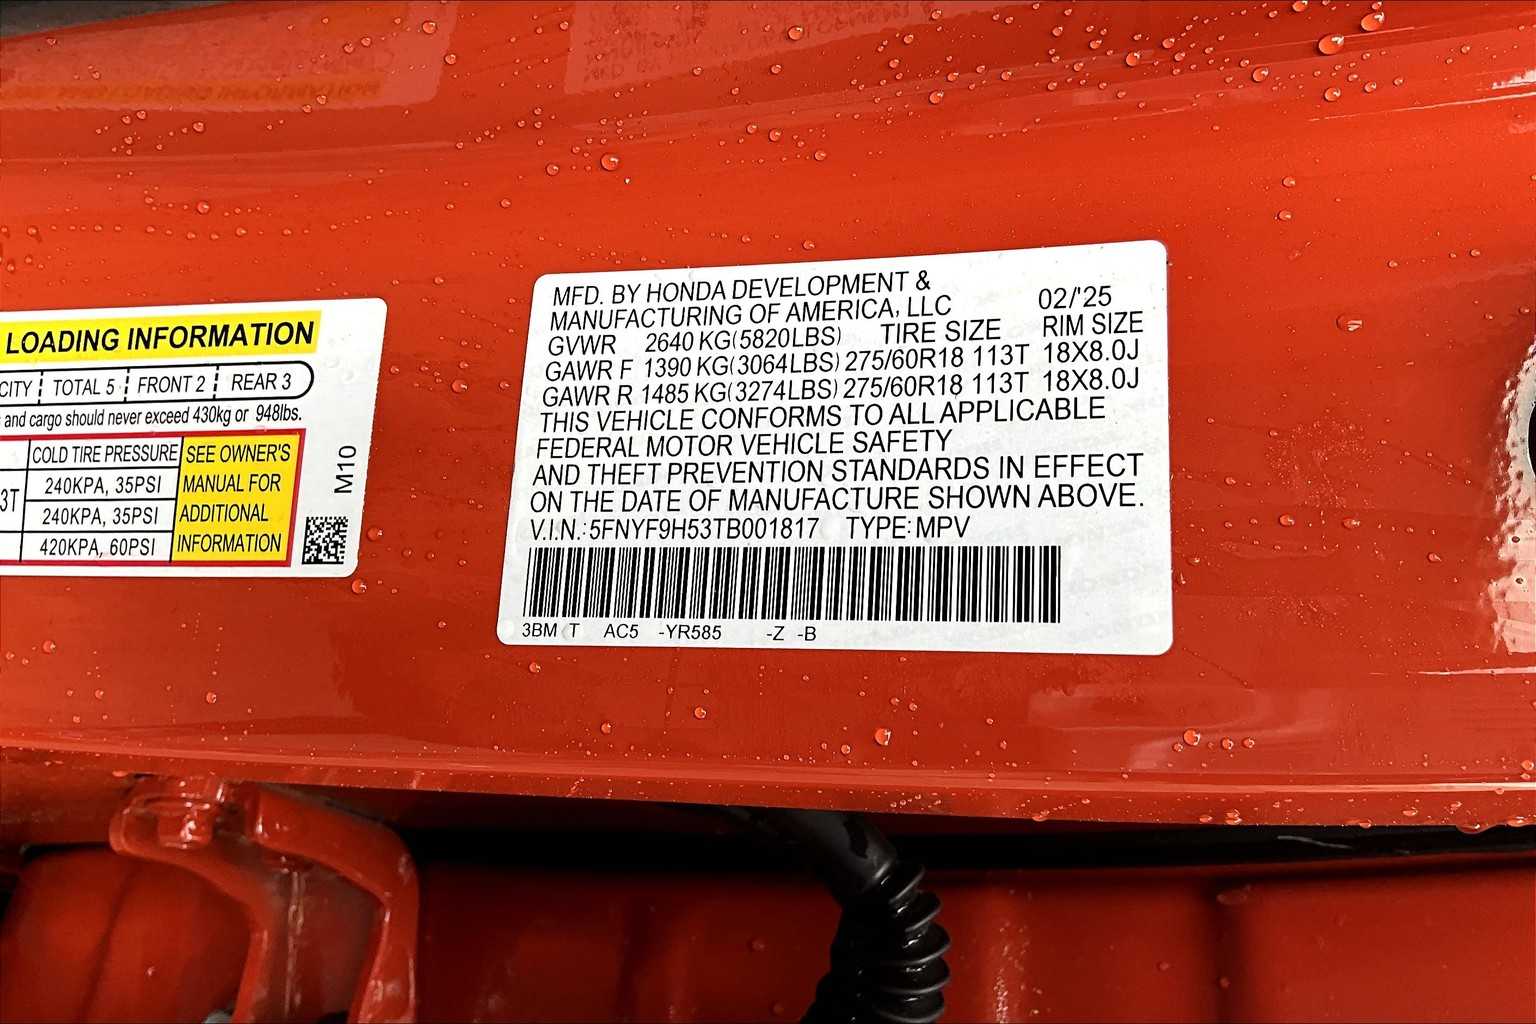 LOADING INFORMATION
CITY TOTAL 5 FRONT 2 REAR 3
and cargo should never exceed 430kg or 948lbs.
COLD TIRE PRESSURE
3T
240KPA, 35PSI
240KPA, 35PSI
420KPA, 60PSI
SEE OWNER'S
MANUAL FOR
ADDITIONAL
INFORMATION
M10
MFD. BY HONDA DEVELOPMENT &
MANUFACTURING OF AMERICA, LLC 02/'25
GVWR 2640 KG(5820LBS) TIRE SIZE RIM SIZE
GAWR F 1390 KG(3064LBS) 275/60R18 113T 18X8.0J
GAWR R 1485 KG(3274LBS) 275/60R18 113T 18X8.0J
THIS VEHICLE CONFORMS TO ALL APPLICABLE
FEDERAL MOTOR VEHICLE SAFETY
AND THEFT PREVENTION STANDARDS IN EFFECT
ON THE DATE OF MANUFACTURE SHOWN ABOVE.
V.I.N.:5FNYF9H53TB001817 TYPE:MPV
3BM T AC5 -YR585 -Z -B